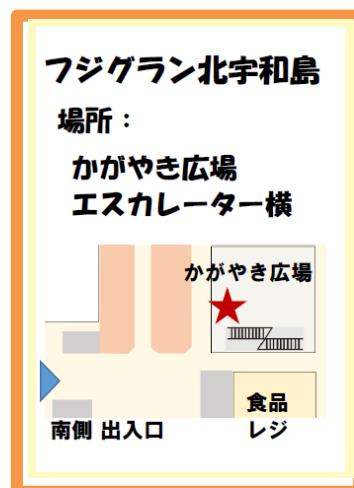 フジグラン北宇和島
場所：
かがやき広場
エスカレーター横
かがやき広場
食品
レジ
南側 出入口